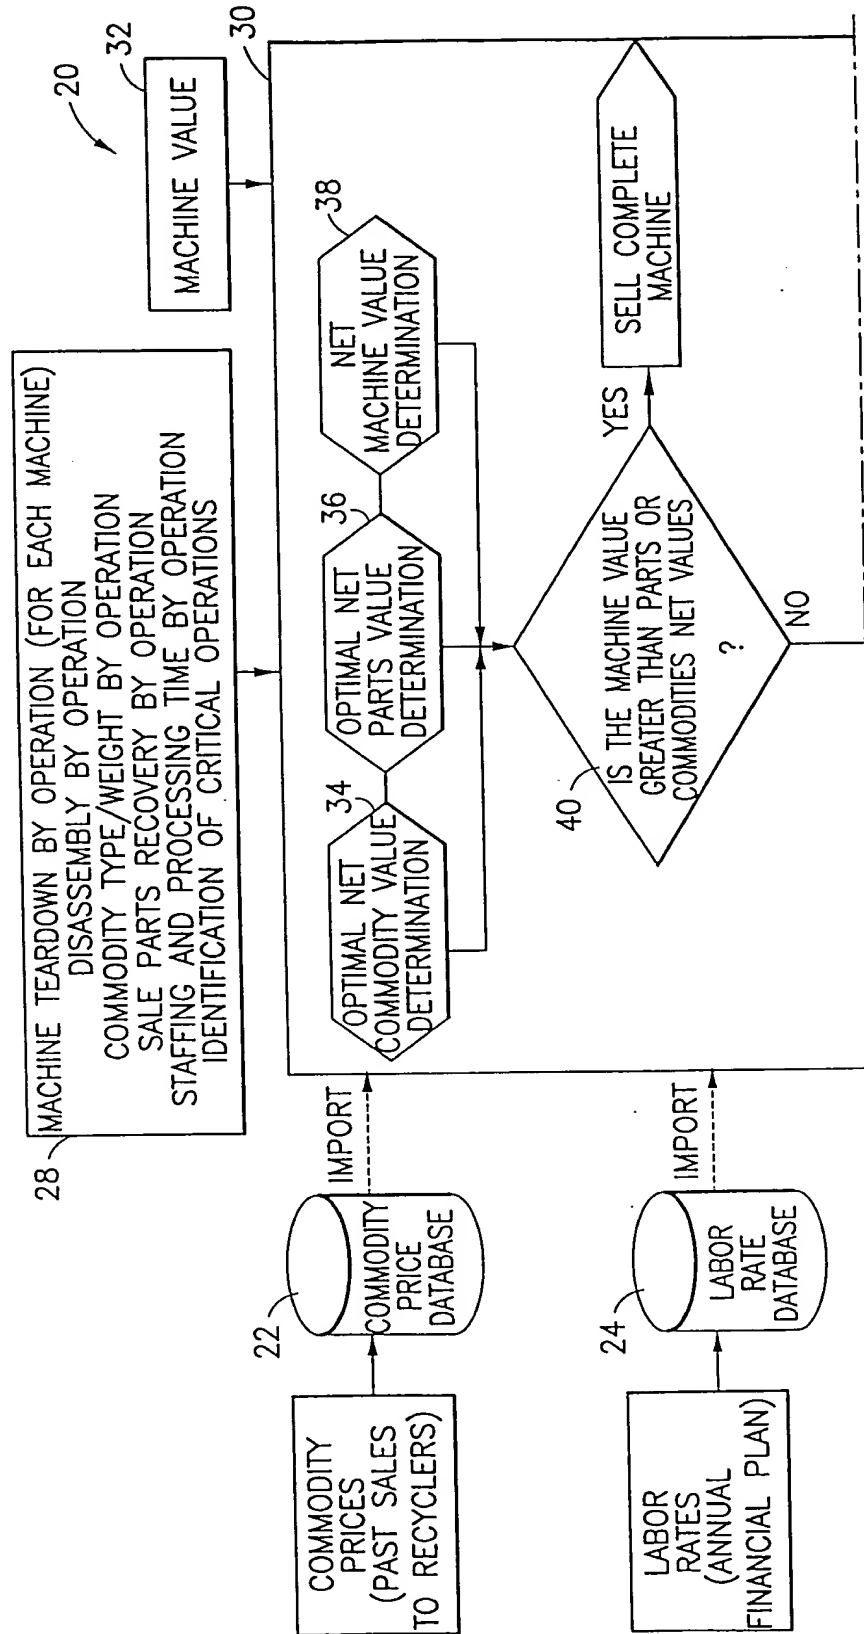 20
32
MACHINE VALUE
30
28
MACHINE TEARDOWN BY OPERATION (FOR EACH MACHINE)
DISASSEMBLY BY OPERATION
COMMODITY TYPE/WEIGHT BY OPERATION
SALE PARTS RECOVERY BY OPERATION
STAFFING AND PROCESSING TIME BY OPERATION
IDENTIFICATION OF CRITICAL OPERATIONS
COMMODITY
PRICES
(PAST SALES
TO RECYCLERS)
22
COMMODITY
PRICE
DATABASE
IMPORT
34
OPTIMAL NET
COMMODITY VALUE
DETERMINATION
36
OPTIMAL NET
PARTS VALUE
DETERMINATION
38
NET
MACHINE VALUE
DETERMINATION
LABOR
RATES
(ANNUAL
FINANCIAL PLAN)
24
LABOR
RATE
DATABASE
IMPORT
40
IS THE MACHINE VALUE
GREATER THAN PARTS OR
COMMODITIES NET VALUES
?
YES
SELL COMPLETE
MACHINE
NO